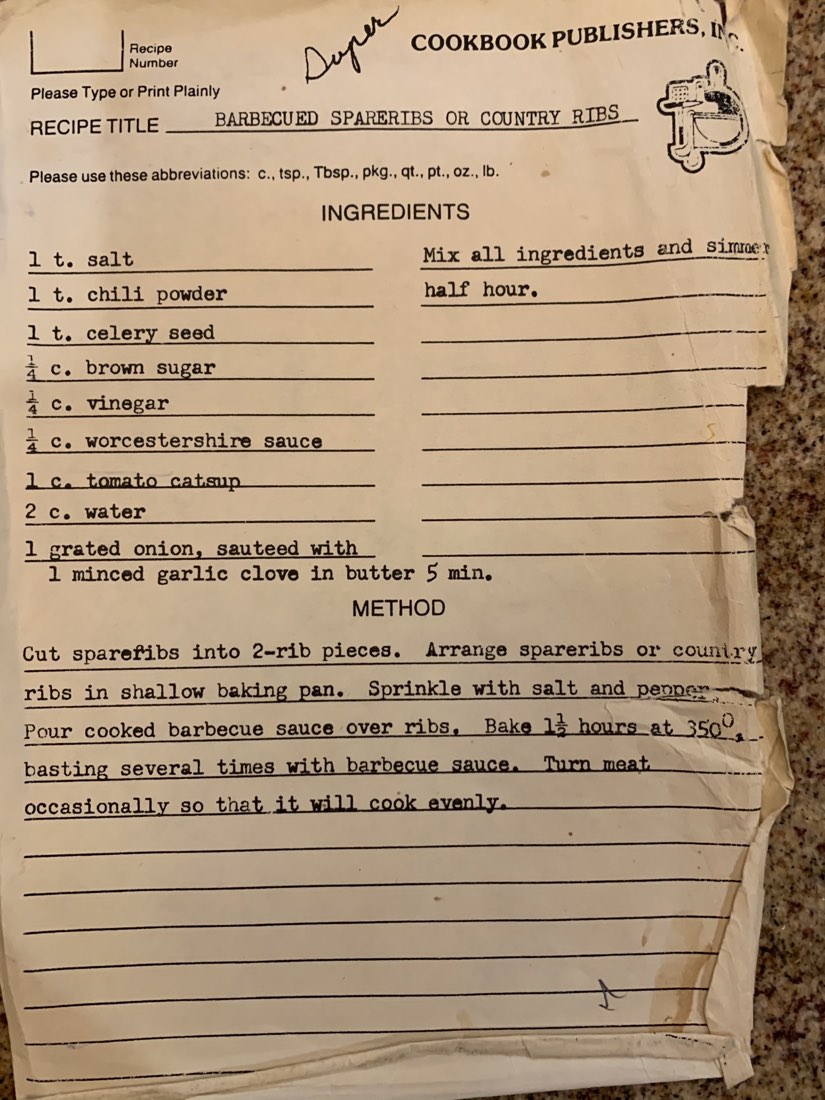 Super
COOKBOOK PUBLISHERS, INC.
Recipe
Number
Please Type or Print Plainly
RECIPE TITLE BARBECUED SPARERIBS OR COUNTRY RIBS
Please use these abbreviations: c., tsp., Tbsp., pkg., qt., pt., oz., lb.
INGREDIENTS
1 t. salt
1 t. chili powder
1 t. celery seed
¼ c. brown sugar
¼ c. vinegar
¼ c. worcestershire sauce
1 c. tomato catsup
2 c. water
1 grated onion, sauteed with
1 minced garlic clove in butter 5 min.
Mix all ingredients and simmer
half hour.
METHOD
Cut spareribs into 2-rib pieces. Arrange spareribs or country
ribs in shallow baking pan. Sprinkle with salt and pepper
Pour cooked barbecue sauce over ribs. Bake 1½ hours at 350°,
basting several times with barbecue sauce. Turn meat
occasionally so that it will cook evenly.